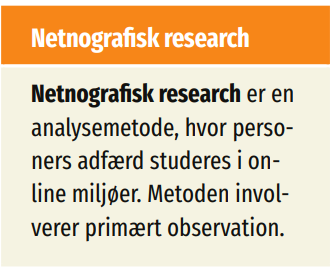 Netnografisk research
Netnografisk research er en
analysemetode, hvor perso-
ners adfærd studeres i on-
line miljøer. Metoden invol-
verer primært observation.